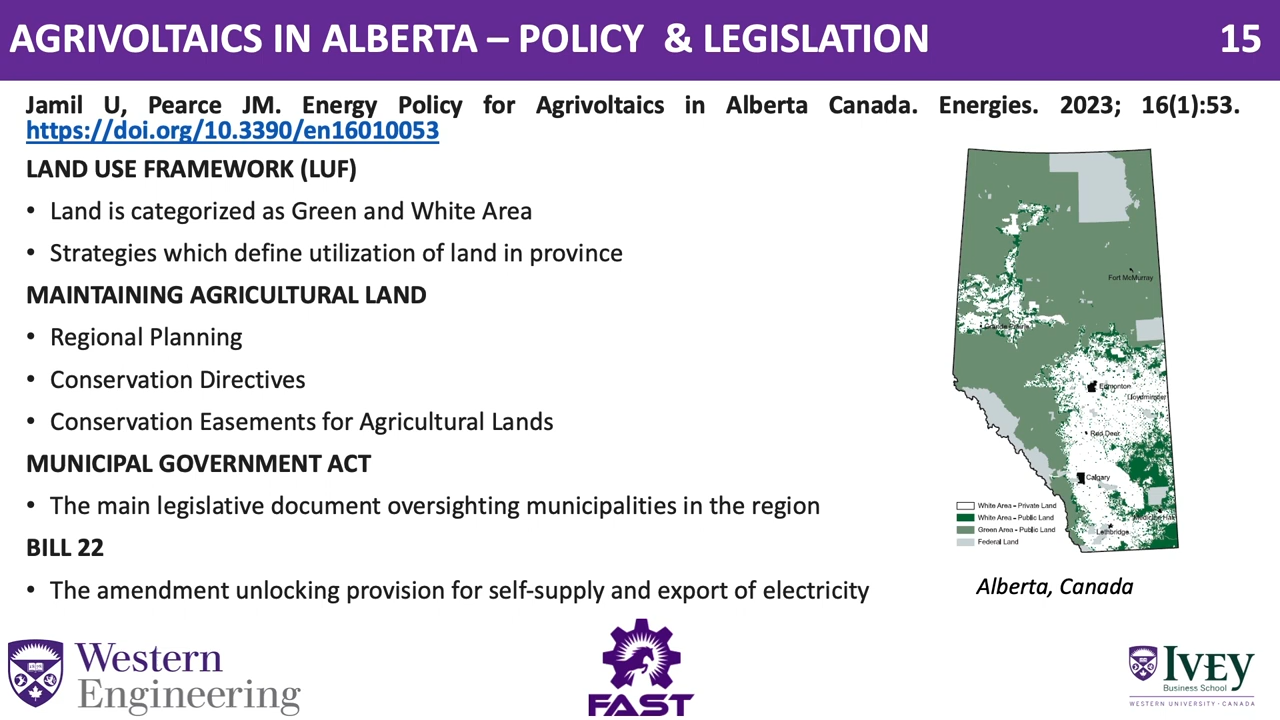 AGRIVOLTAICS IN ALBERTA – POLICY & LEGISLATION
15
Jamil U, Pearce JM. Energy Policy for Agrivoltaics in Alberta Canada. Energies. 2023; 16(1):53.
https://doi.org/10.3390/en16010053
LAND USE FRAMEWORK (LUF)
• Land is categorized as Green and White Area
• Strategies which define utilization of land in province
MAINTAINING AGRICULTURAL LAND
• Regional Planning
• Conservation Directives
• Conservation Easements for Agricultural Lands
MUNICIPAL GOVERNMENT ACT
• The main legislative document oversighting municipalities in the region
BILL 22
• The amendment unlocking provision for self-supply and export of electricity
Fort McMurray
Grande Prairie
Edmonton
Lloydminster
Red Deer
Calgary
Medicine Hat
Lethbridge
White Area – Private Land
White Area – Public Land
Green Area – Public Land
Federal Land
Alberta, Canada
Western
Engineering
FAST
IVEY
Business School
WESTERN UNIVERSITY · CANADA